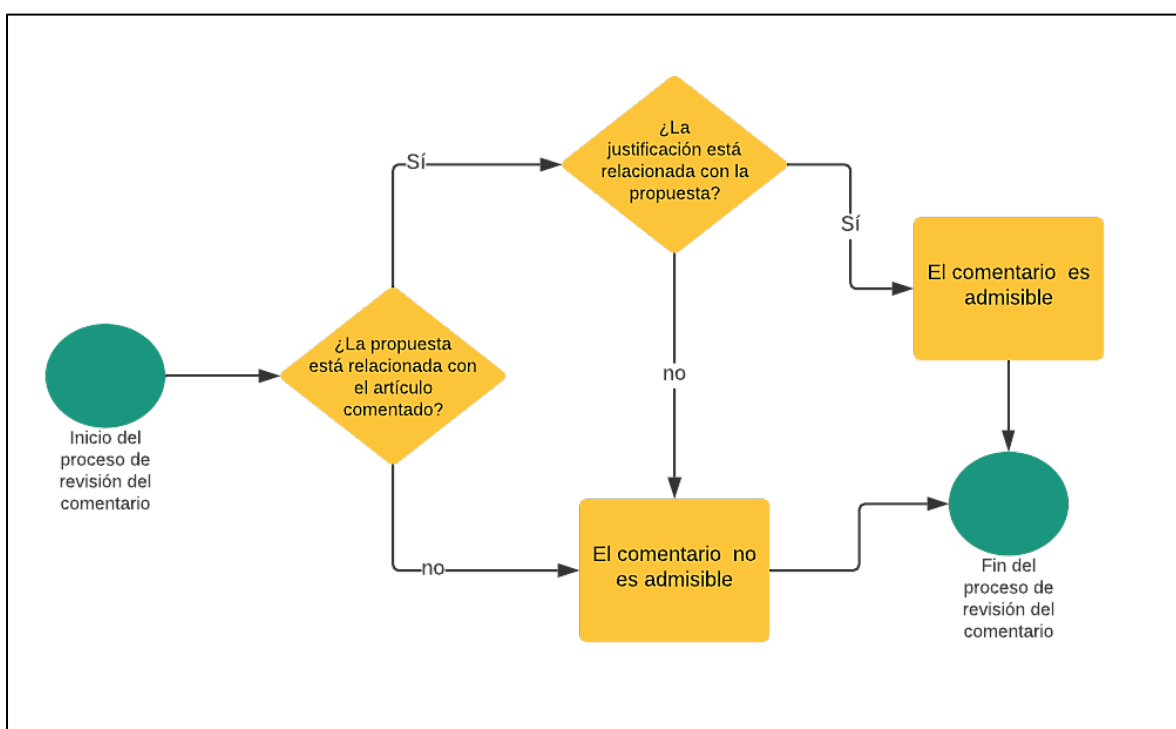 Inicio del
proceso de
revisión del
comentario
¿La propuesta
está relacionada con
el artículo
comentado?
Sí
¿La
justificación está
relacionada con la
propuesta?
Sí
El comentario  es
admisible
no
no
El comentario  no
es admisible
Fin del
proceso de
revisión del
comentario